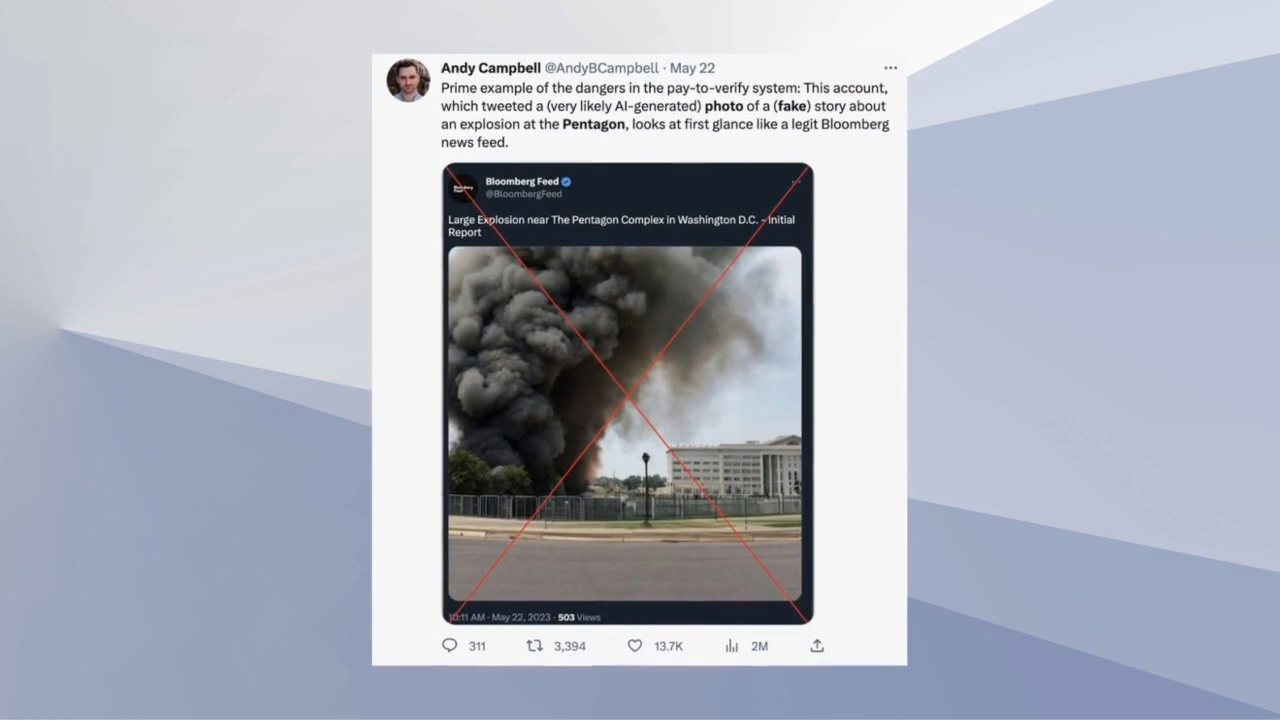 Andy Campbell @AndyBCampbell · May 22
Prime example of the dangers in the pay-to-verify system: This account,
which tweeted a (very likely AI-generated) photo of a (fake) story about
an explosion at the Pentagon, looks at first glance like a legit Bloomberg
news feed.
Bloomberg Feed
@BloombergFeed
Large Explosion near The Pentagon Complex in Washington D.C. - Initial
Report
10:11 AM · May 22, 2023 · 503 Views
311 3,394 13.7K 2M